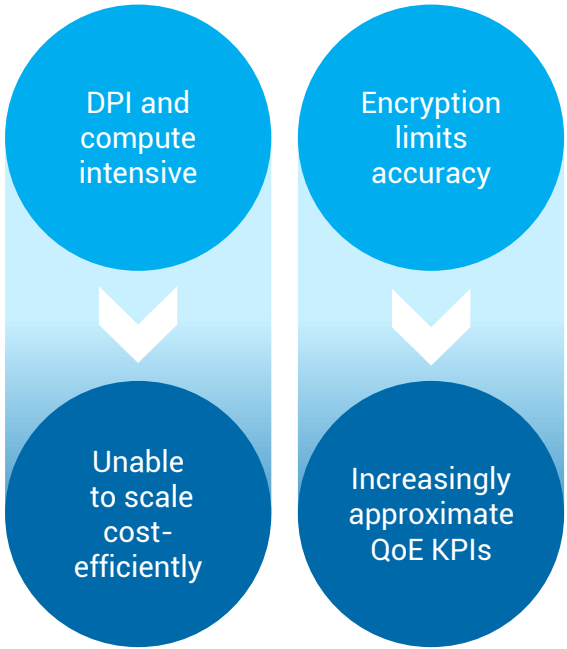 DPI and
compute
intensive
Unable
to scale
cost-
efficiently
Encryption
limits
accuracy
Increasingly
approximate
QoE KPIs